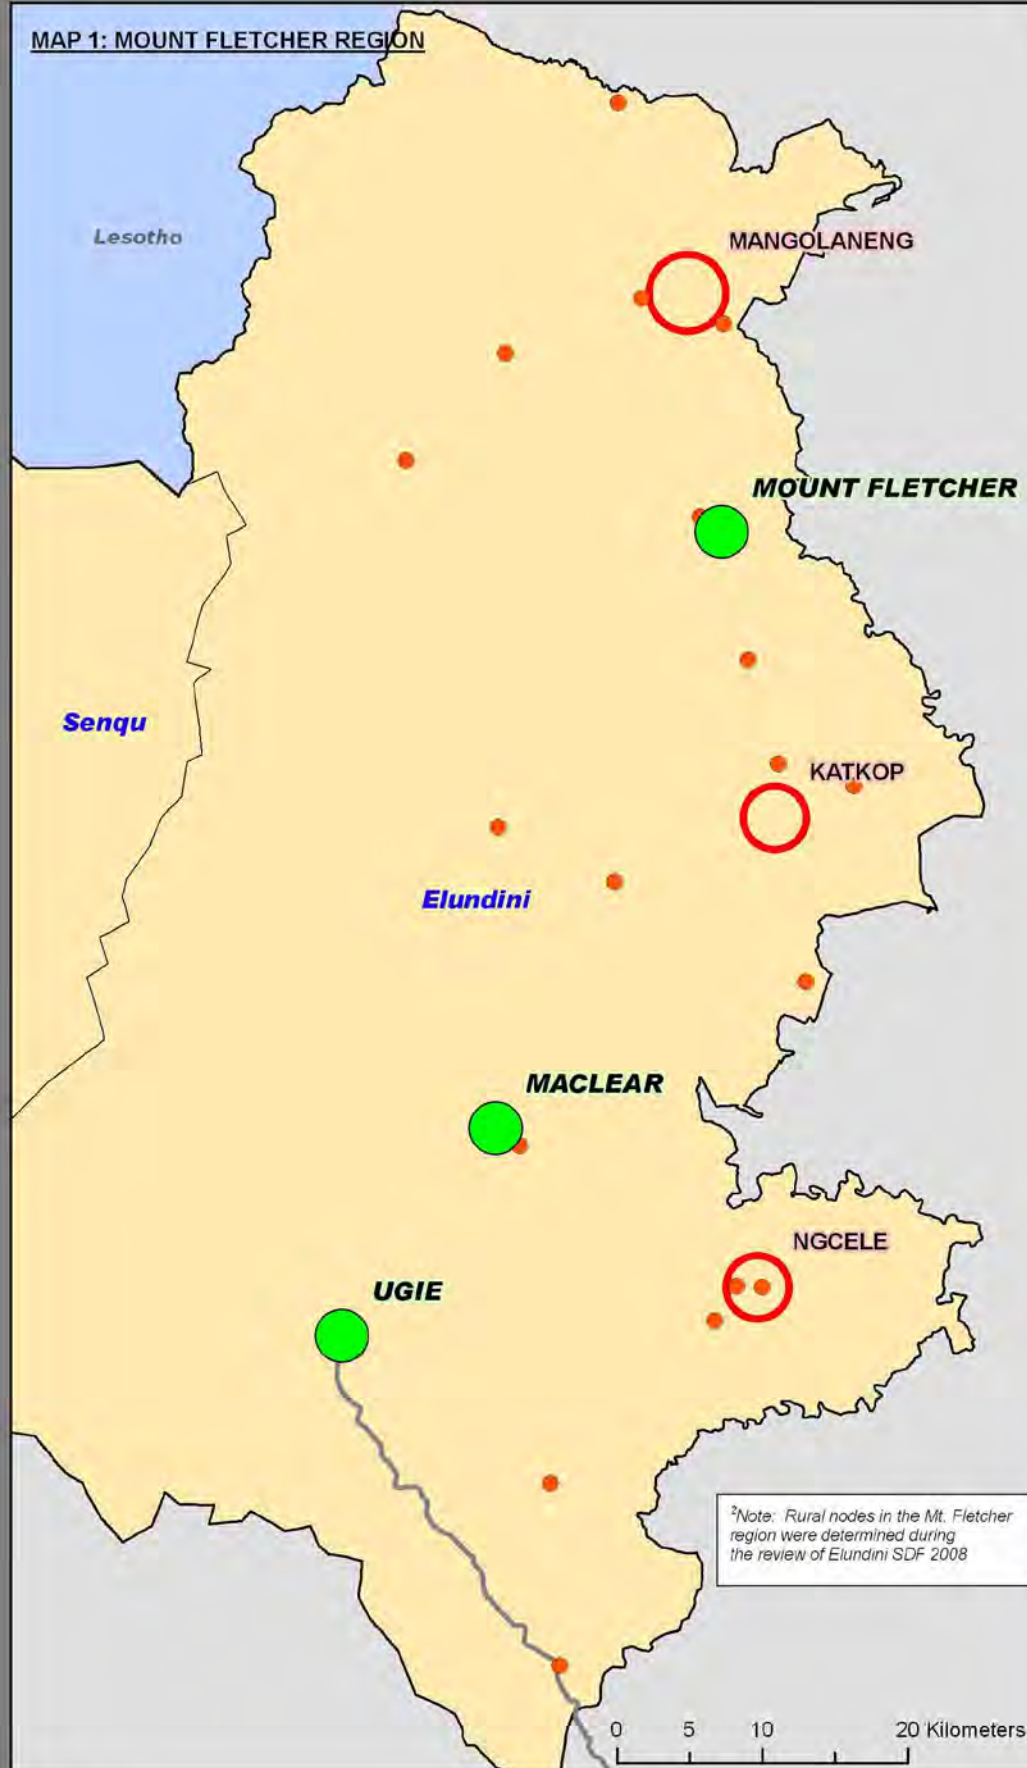 MAP 1: MOUNT FLETCHER REGION
Lesotho
MANGOLANENG
MOUNT FLETCHER
Senqu
KATKOP
Elundini
MACLEAR
NGCELE
UGIE
²Note: Rural nodes in the Mt. Fletcher
region were determined during
the review of Elundini SDF 2008
0 5 10 20 Kilometers